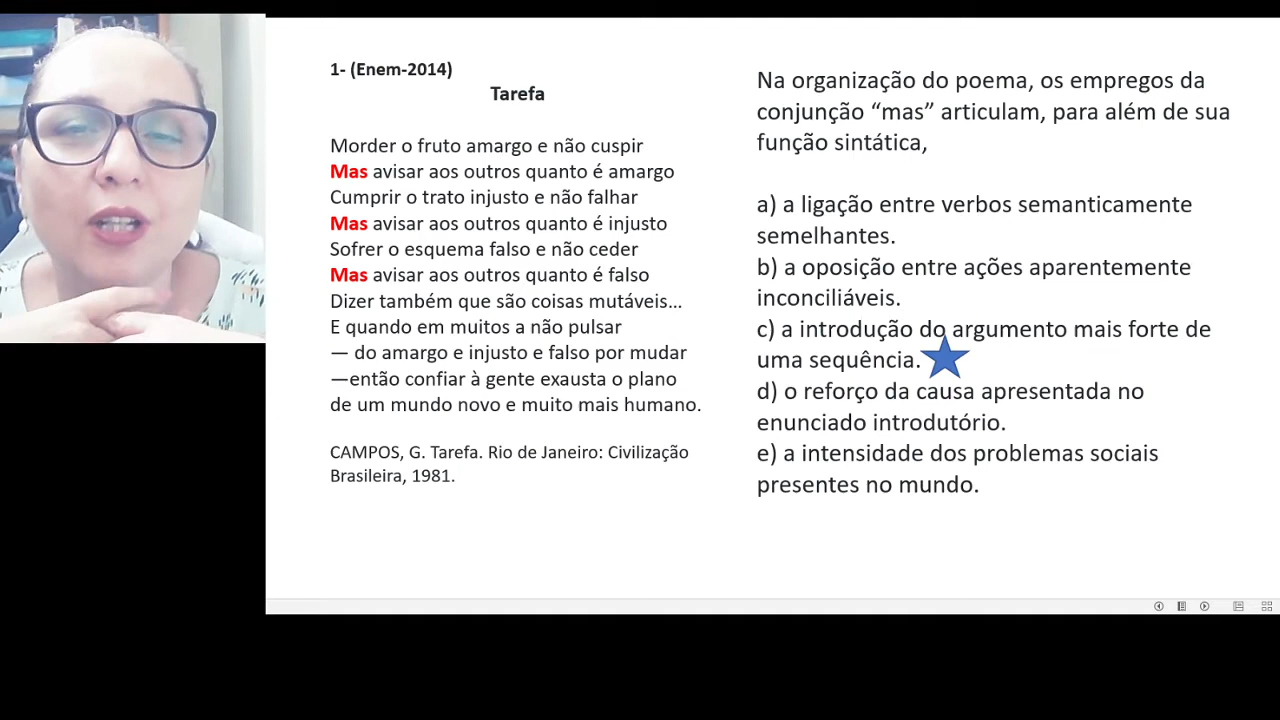 1- (Enem-2014)
Tarefa
Morder o fruto amargo e não cuspir
Mas avisar aos outros quanto é amargo
Cumprir o trato injusto e não falhar
Mas avisar aos outros quanto é injusto
Sofrer o esquema falso e não ceder
Mas avisar aos outros quanto é falso
Dizer também que são coisas mutáveis...
E quando em muitos a não pulsar
— do amargo e injusto e falso por mudar
—então confiar à gente exausta o plano
de um mundo novo e muito mais humano.
CAMPOS, G. Tarefa. Rio de Janeiro: Civilização
Brasileira, 1981.
Na organização do poema, os empregos da
conjunção “mas” articulam, para além de sua
função sintática,
a) a ligação entre verbos semanticamente
semelhantes.
b) a oposição entre ações aparentemente
inconciliáveis.
c) a introdução do argumento mais forte de
uma sequência.
d) o reforço da causa apresentada no
enunciado introdutório.
e) a intensidade dos problemas sociais
presentes no mundo.